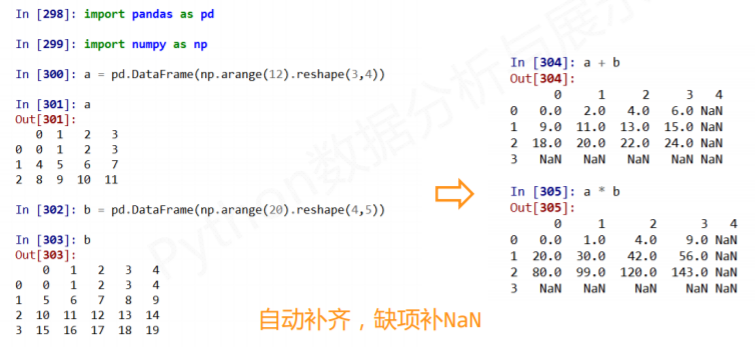 In [298]: import pandas as pd
In [299]: import numpy as np
In [300]: a = pd.DataFrame(np.arange(12).reshape(3,4))
In [301]: a
Out[301]:
0 1 2 3
0 0 1 2 3
1 4 5 6 7
2 8 9 10 11
In [302]: b = pd.DataFrame(np.arange(20).reshape(4,5))
In [303]: b
Out[303]:
0 1 2 3 4
0 0 1 2 3 4
1 5 6 7 8 9
2 10 11 12 13 14
3 15 16 17 18 19
In [304]: a + b
Out[304]:
0 1 2 3 4
0 0.0 2.0 4.0 6.0 NaN
1 9.0 11.0 13.0 15.0 NaN
2 18.0 20.0 22.0 24.0 NaN
3 NaN NaN NaN NaN NaN
In [305]: a * b
Out[305]:
0 1 2 3 4
0 0.0 1.0 4.0 9.0 NaN
1 20.0 30.0 42.0 56.0 NaN
2 80.0 99.0 120.0 143.0 NaN
3 NaN NaN NaN NaN NaN
自动补齐，缺项补NaN
Python数据分析与展示